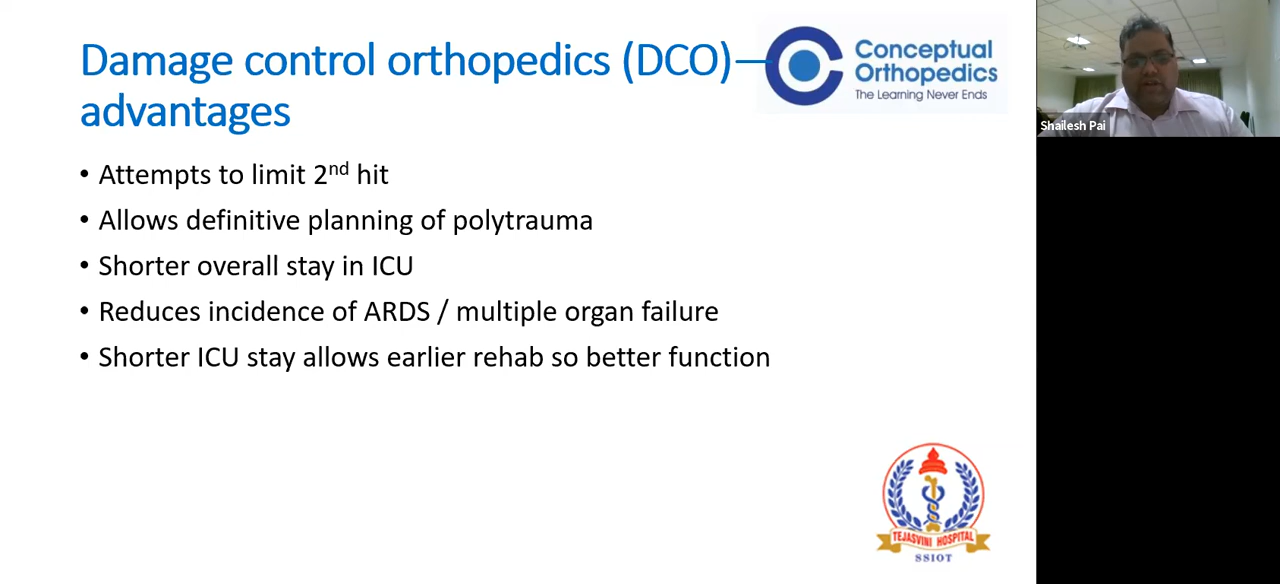 Damage control orthopedics (DCO)—
advantages
Conceptual
Orthopedics
The Learning Never Ends
Shailesh Pai
• Attempts to limit 2nd hit
• Allows definitive planning of polytrauma
• Shorter overall stay in ICU
• Reduces incidence of ARDS / multiple organ failure
• Shorter ICU stay allows earlier rehab so better function
TEJASVINI HOSPITAL
SSIOT